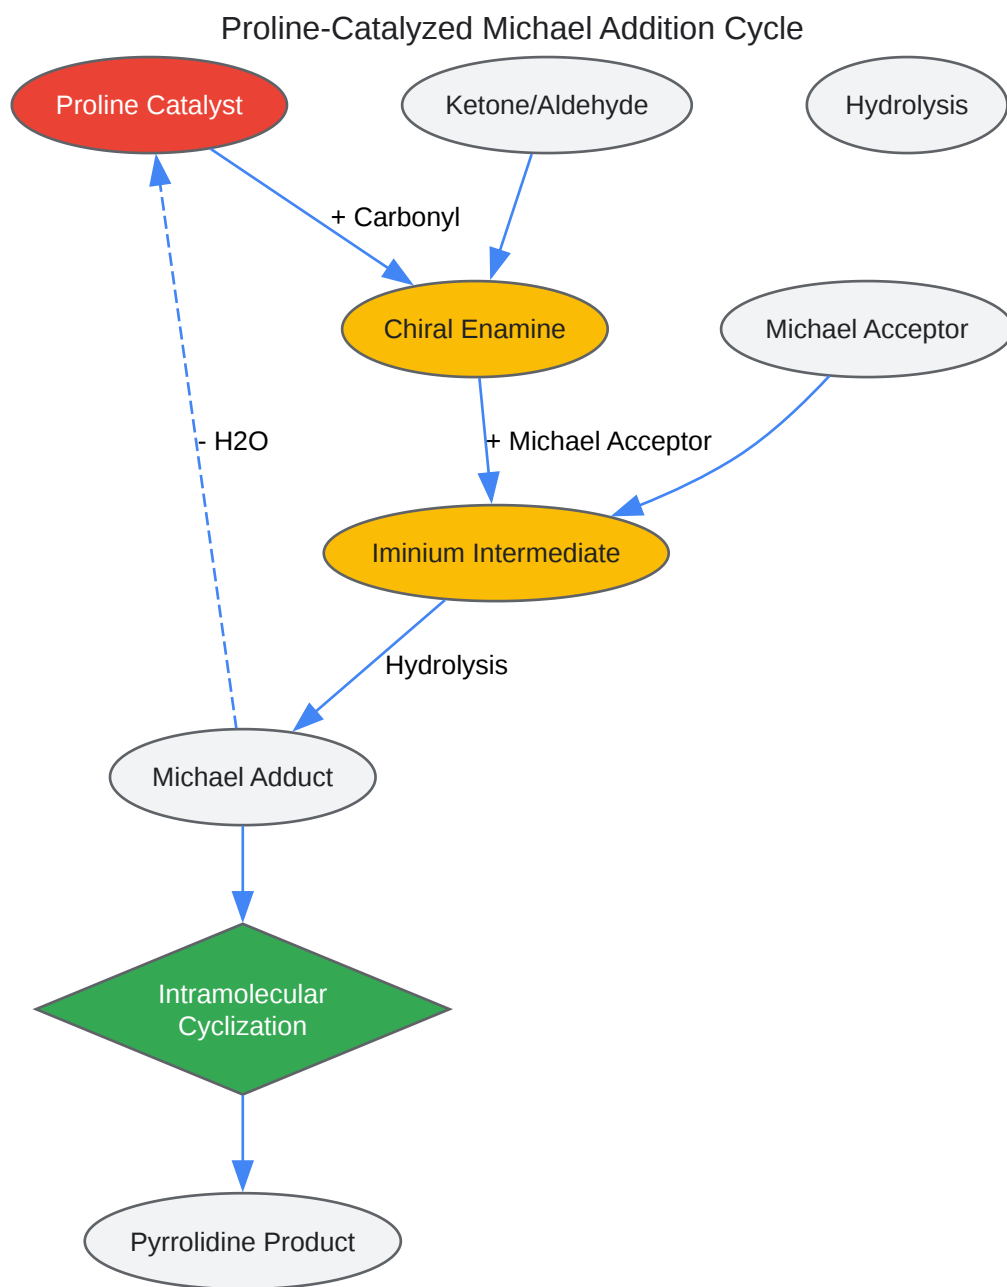 Proline-Catalyzed Michael Addition Cycle
Proline Catalyst
Ketone/Aldehyde
Hydrolysis
+ Carbonyl
Chiral Enamine
Michael Acceptor
- H2O
+ Michael Acceptor
Iminium Intermediate
Hydrolysis
Michael Adduct
Intramolecular
Cyclization
Pyrrolidine Product